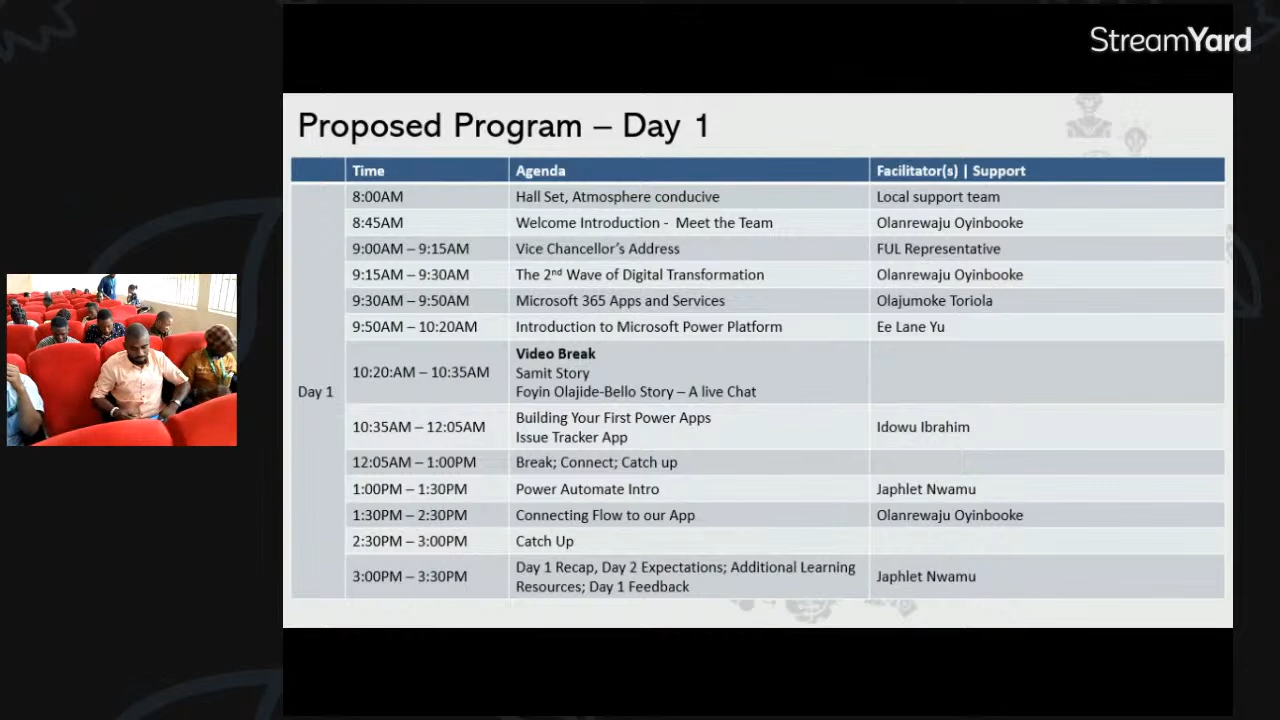 StreamYard
Proposed Program – Day 1
Time Agenda Facilitator(s) | Support
Day 1
8:00AM Hall Set, Atmosphere conducive Local support team
8:45AM Welcome Introduction - Meet the Team Olanrewaju Oyinbooke
9:00AM – 9:15AM Vice Chancellor's Address FUL Representative
9:15AM – 9:30AM The 2nd Wave of Digital Transformation Olanrewaju Oyinbooke
9:30AM – 9:50AM Microsoft 365 Apps and Services Olajumoke Toriola
9:50AM – 10:20AM Introduction to Microsoft Power Platform Ee Lane Yu
10:20:AM – 10:35AM Video Break
Samit Story
Foyin Olajide-Bello Story – A live Chat
10:35AM – 12:05AM Building Your First Power Apps
Issue Tracker App Idowu Ibrahim
12:05AM – 1:00PM Break; Connect; Catch up
1:00PM – 1:30PM Power Automate Intro Japhlet Nwamu
1:30PM – 2:30PM Connecting Flow to our App Olanrewaju Oyinbooke
2:30PM – 3:00PM Catch Up
3:00PM – 3:30PM Day 1 Recap, Day 2 Expectations; Additional Learning
Resources; Day 1 Feedback Japhlet Nwamu